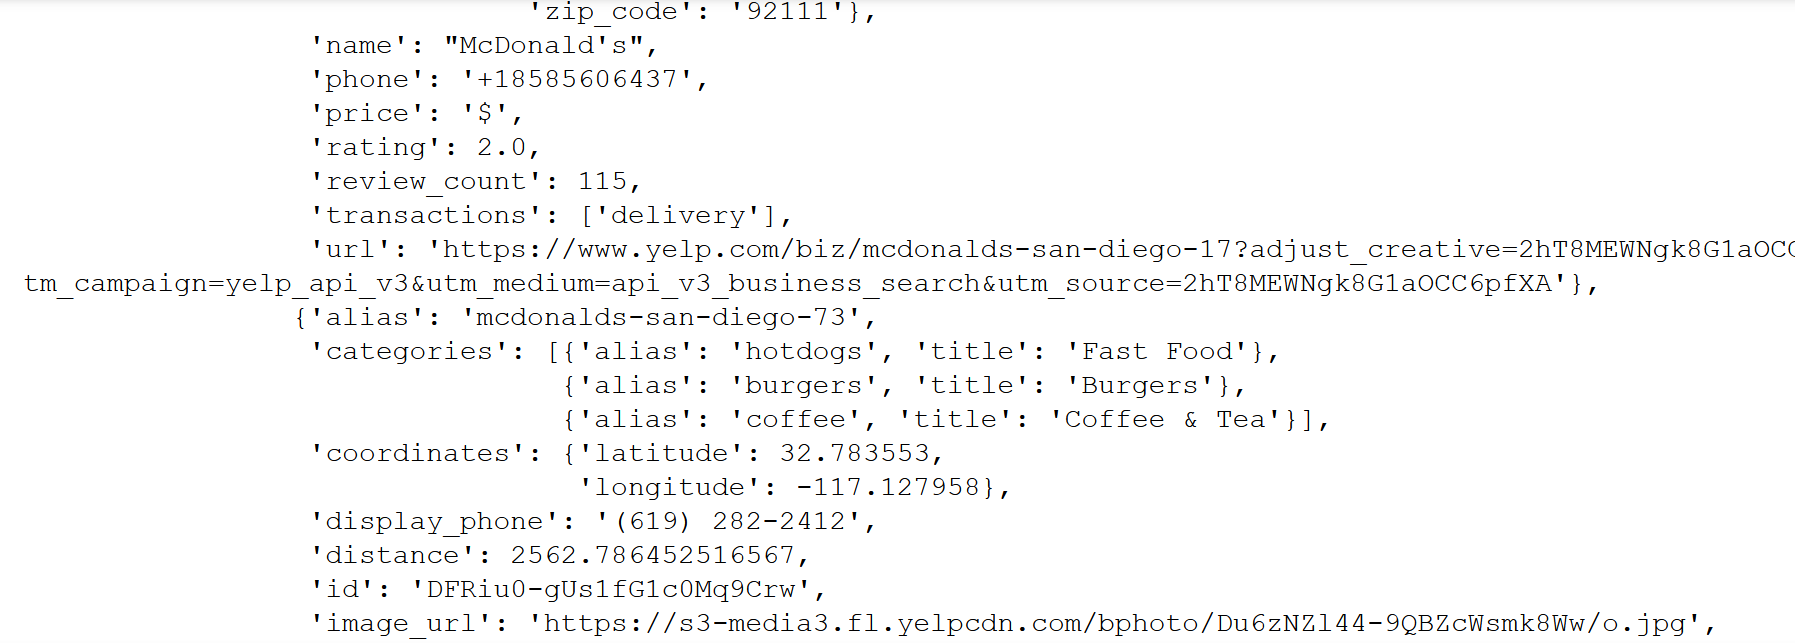 'zip_code': '92111'},
'name': "McDonald's",
'phone': '+18585606437',
'price': '$',
'rating': 2.0,
'review_count': 115,
'transactions': ['delivery'],
'url': 'https://www.yelp.com/biz/mcdonalds-san-diego-17?adjust_creative=2hT8MEWNgk8G1aOCC
tm_campaign=yelp_api_v3&utm_medium=api_v3_business_search&utm_source=2hT8MEWNgk8G1aOCC6pfXA'},
{'alias': 'mcdonalds-san-diego-73',
'categories': [{'alias': 'hotdogs', 'title': 'Fast Food'},
{'alias': 'burgers', 'title': 'Burgers'},
{'alias': 'coffee', 'title': 'Coffee & Tea'}],
'coordinates': {'latitude': 32.783553,
'longitude': -117.127958},
'display_phone': '(619) 282-2412',
'distance': 2562.786452516567,
'id': 'DFRiu0-gUs1fG1c0Mq9Crw',
'image_url': 'https://s3-media3.fl.yelpcdn.com/bphoto/Du6zNZl44-9QBZcWsmk8Ww/o.jpg',